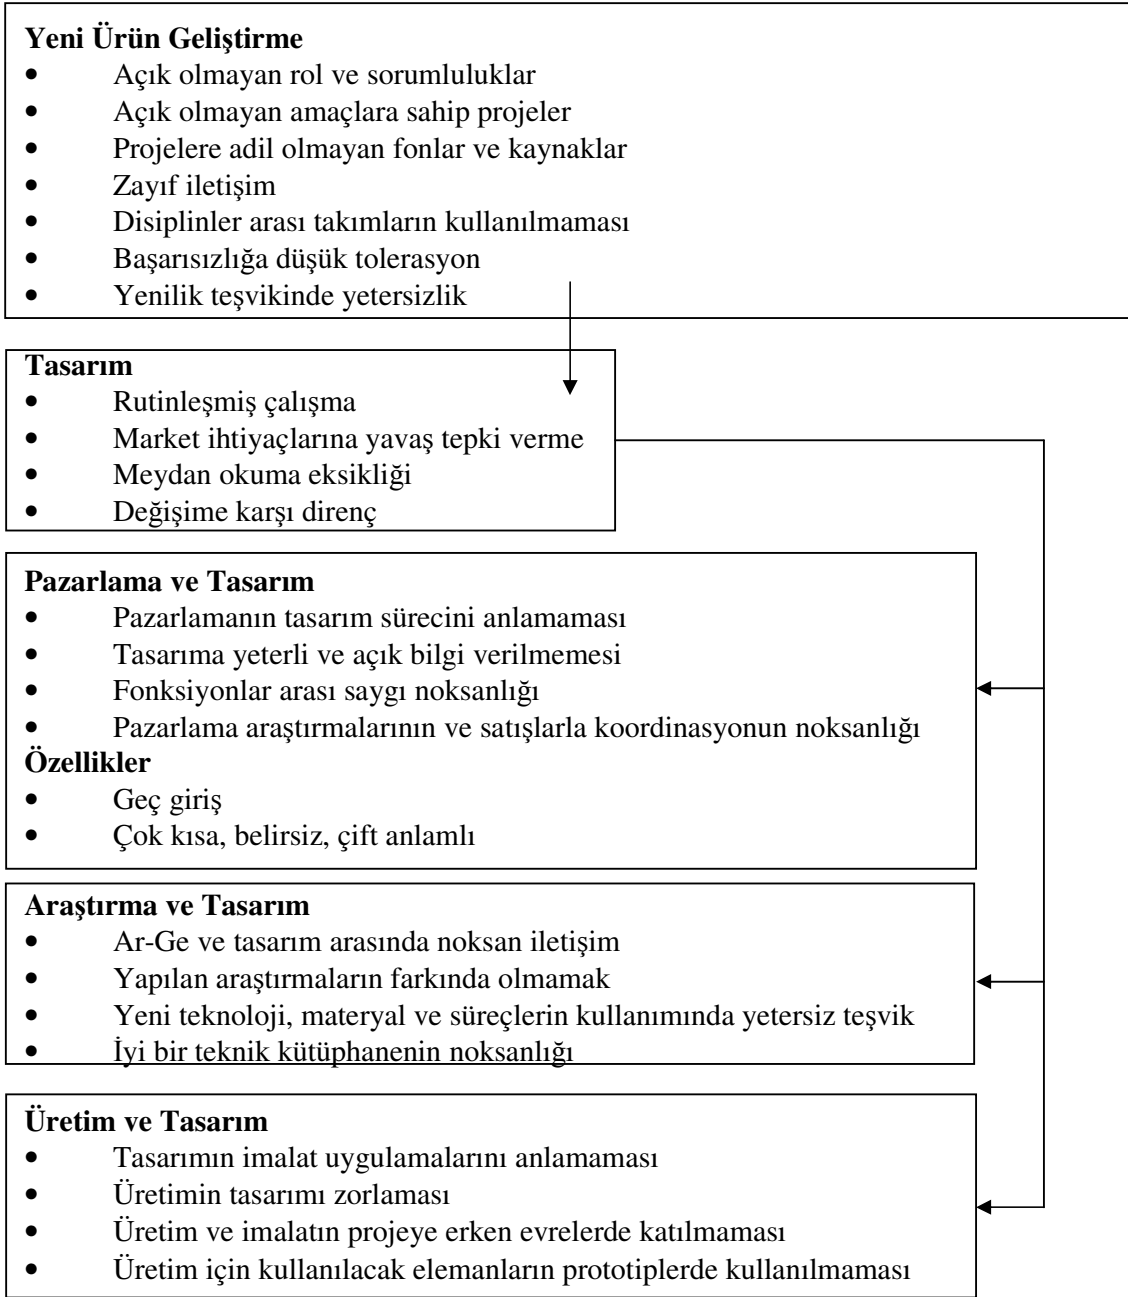 Yeni Ürün Geliştirme
• Açık olmayan rol ve sorumluluklar
• Açık olmayan amaçlara sahip projeler
• Projelere adil olmayan fonlar ve kaynaklar
• Zayıf iletişim
• Disiplinler arası takımların kullanılmaması
• Başarısızlığa düşük tolerasyon
• Yenilik teşvikinde yetersizlik
Tasarım
• Rutinleşmiş çalışma
• Market ihtiyaçlarına yavaş tepki verme
• Meydan okuma eksikliği
• Değişime karşı direnç
Pazarlama ve Tasarım
• Pazarlamanın tasarım sürecini anlamaması
• Tasarıma yeterli ve açık bilgi verilmemesi
• Fonksiyonlar arası saygı noksanlığı
• Pazarlama araştırmalarının ve satışlarla koordinasyonun noksanlığı
Özellikler
• Geç giriş
• Çok kısa, belirsiz, çift anlamlı
Araştırma ve Tasarım
• Ar-Ge ve tasarım arasında noksan iletişim
• Yapılan araştırmaların farkında olmamak
• Yeni teknoloji, materyal ve süreçlerin kullanımında yetersiz teşvik
• İyi bir teknik kütüphanenin noksanlığı
Üretim ve Tasarım
• Tasarımın imalat uygulamalarını anlamaması
• Üretimin tasarımı zorlaması
• Üretim ve imalatın projeye erken evrelerde katılmaması
• Üretim için kullanılacak elemanların prototiplerde kullanılmaması